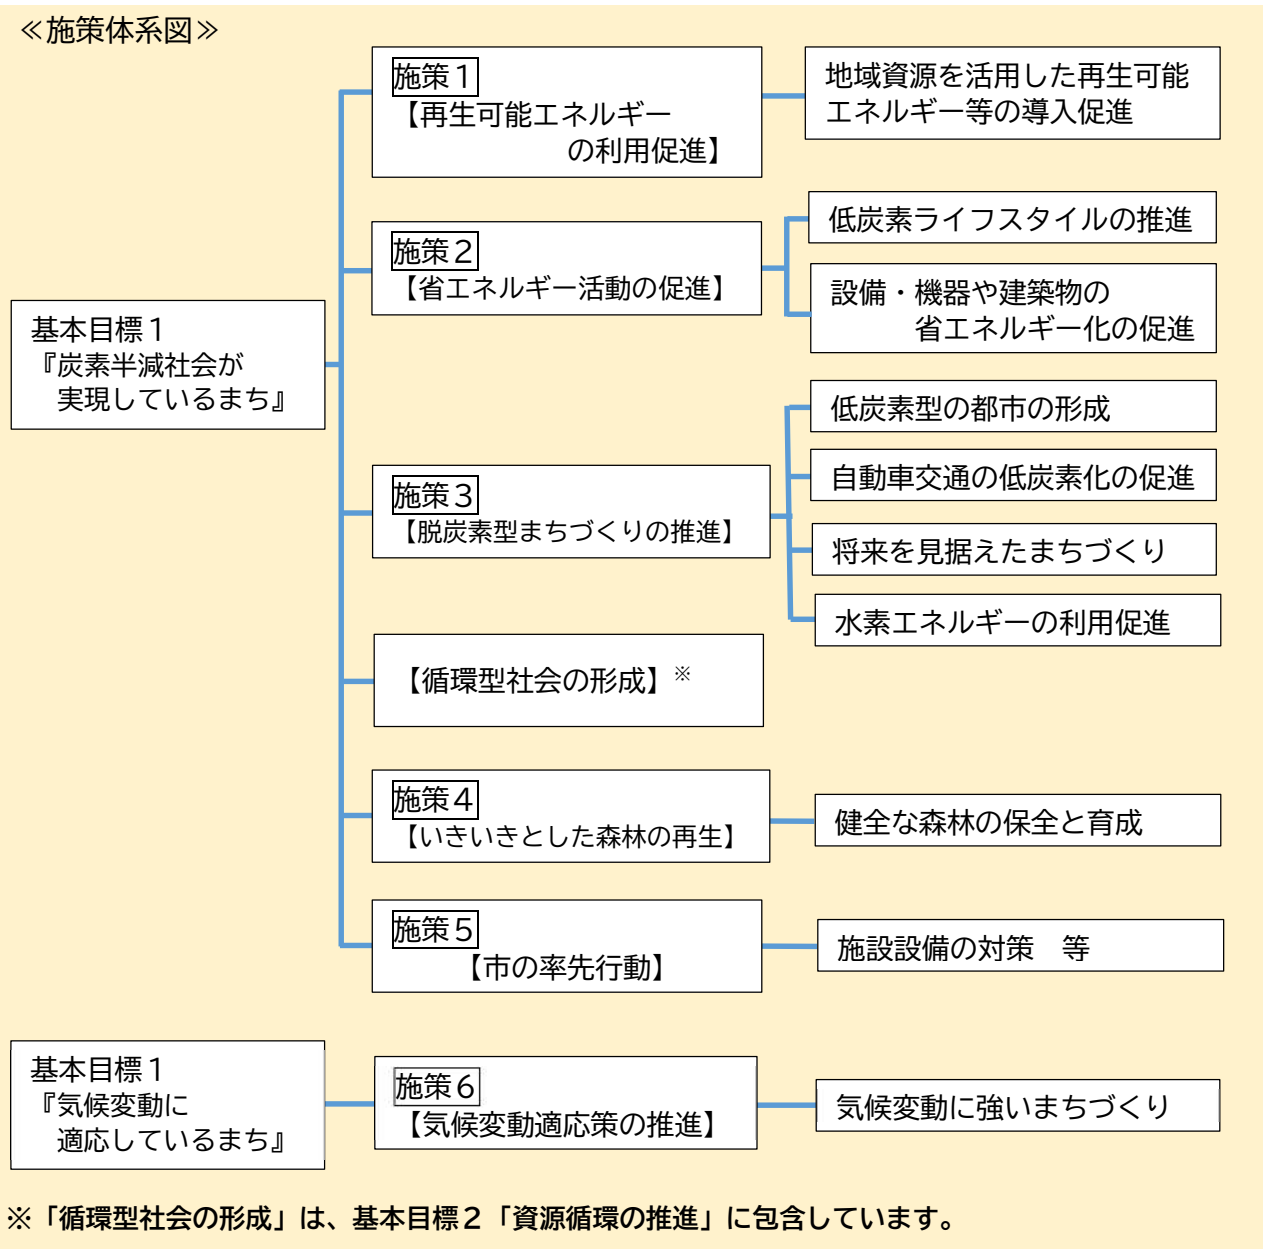 ≪施策体系図≫
施策１
【再生可能エネルギー
の利用促進】
地域資源を活用した再生可能
エネルギー等の導入促進
施策２
【省エネルギー活動の促進】
低炭素ライフスタイルの推進
設備・機器や建築物の
省エネルギー化の促進
基本目標１
『炭素半減社会が
実現しているまち』
施策３
【脱炭素型まちづくりの推進】
低炭素型の都市の形成
自動車交通の低炭素化の促進
将来を見据えたまちづくり
水素エネルギーの利用促進
【循環型社会の形成】※
施策４
【いきいきとした森林の再生】
健全な森林の保全と育成
施策５
【市の率先行動】
施設設備の対策　等
基本目標１
『気候変動に
適応しているまち』
施策６
【気候変動適応策の推進】
気候変動に強いまちづくり
※「循環型社会の形成」は、基本目標２「資源循環の推進」に包含しています。